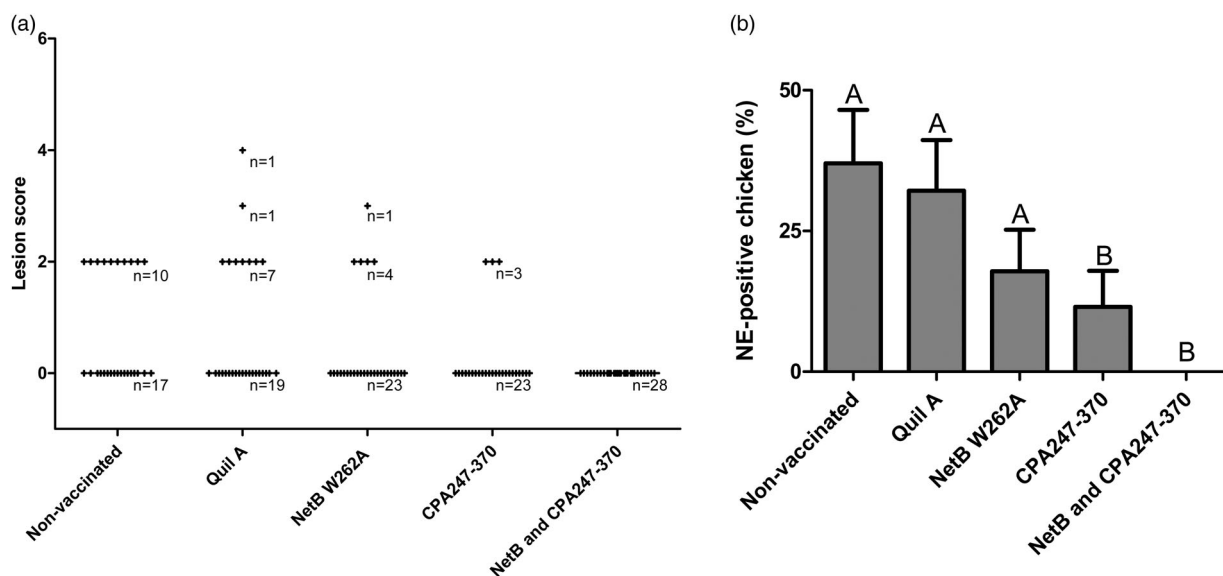 (a)
6
4
2
0
Lesion score
n=1
n=1
n=1
n=10
n=7
n=4
n=3
n=17
n=19
n=23
n=23
n=28
Non-vaccinated
Quil A
NetB W262A
CPA247-370
NetB and CPA247-370
(b)
50
25
0
NE-positive chicken (%)
A
A
A
B
B
Non-vaccinated
Quil A
NetB W262A
CPA247-370
NetB and CPA247-370